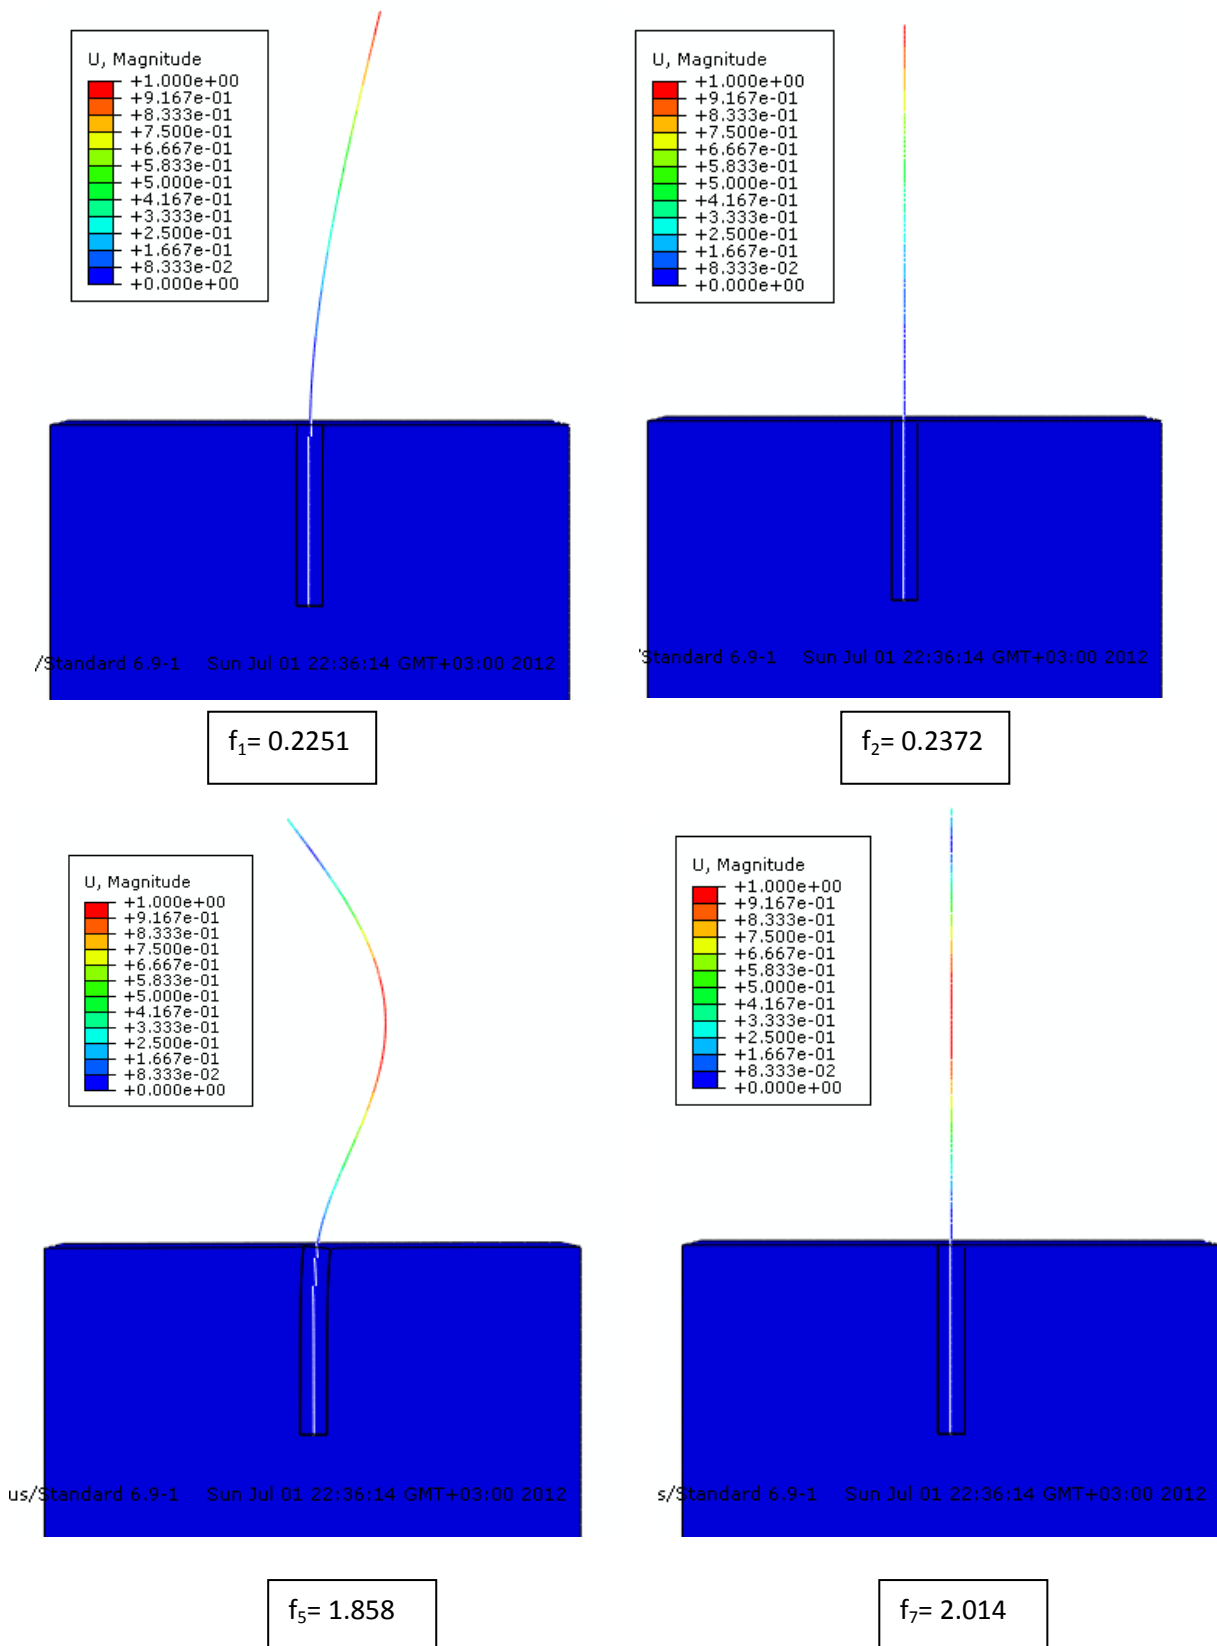 U, Magnitude
+1.000e+00
+9.167e-01
+8.333e-01
+7.500e-01
+6.667e-01
+5.833e-01
+5.000e-01
+4.167e-01
+3.333e-01
+2.500e-01
+1.667e-01
+8.333e-02
+0.000e+00
/Standard 6.9-1 Sun Jul 01 22:36:14 GMT+03:00 2012
f₁= 0.2251
U, Magnitude
+1.000e+00
+9.167e-01
+8.333e-01
+7.500e-01
+6.667e-01
+5.833e-01
+5.000e-01
+4.167e-01
+3.333e-01
+2.500e-01
+1.667e-01
+8.333e-02
+0.000e+00
Standard 6.9-1 Sun Jul 01 22:36:14 GMT+03:00 2012
f₂= 0.2372
U, Magnitude
+1.000e+00
+9.167e-01
+8.333e-01
+7.500e-01
+6.667e-01
+5.833e-01
+5.000e-01
+4.167e-01
+3.333e-01
+2.500e-01
+1.667e-01
+8.333e-02
+0.000e+00
us/Standard 6.9-1 Sun Jul 01 22:36:14 GMT+03:00 2012
f₅= 1.858
U, Magnitude
+1.000e+00
+9.167e-01
+8.333e-01
+7.500e-01
+6.667e-01
+5.833e-01
+5.000e-01
+4.167e-01
+3.333e-01
+2.500e-01
+1.667e-01
+8.333e-02
+0.000e+00
s/Standard 6.9-1 Sun Jul 01 22:36:14 GMT+03:00 2012
f₇= 2.014